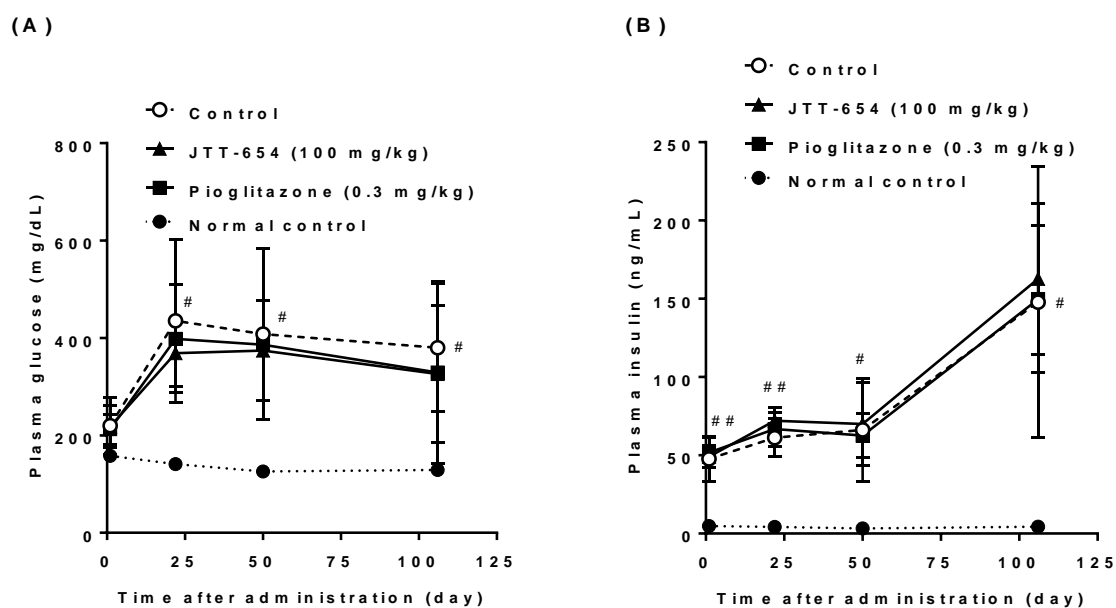 (A)
Control
JTT-654 (100 mg/kg)
Pioglitazone (0.3 mg/kg)
Normal control
800
600
400
200
0
Plasma glucose (mg/dL)
#
#
#
0 25 50 75 100 125
Time after administration (day)
(B)
Control
JTT-654 (100 mg/kg)
Pioglitazone (0.3 mg/kg)
Normal control
250
200
150
100
50
0
Plasma insulin (ng/mL)
##
##
#
#
0 25 50 75 100 125
Time after administration (day)